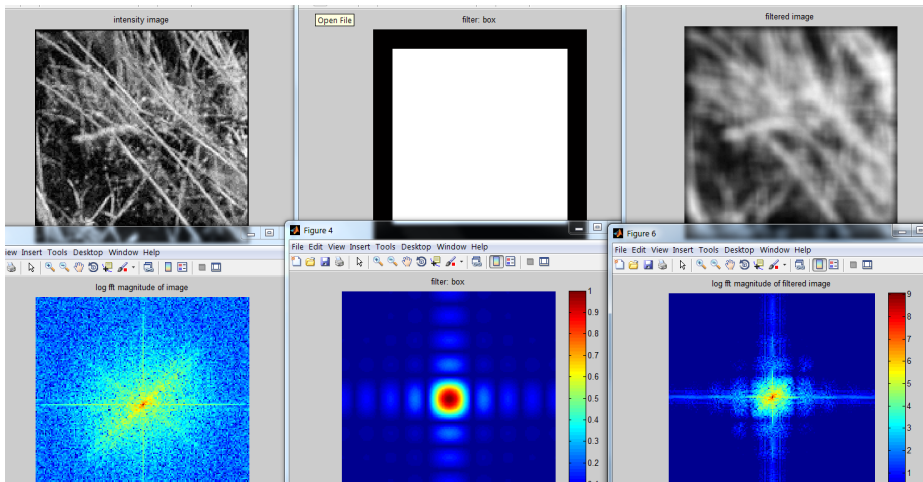 intensity image
Open File
filter: box
filtered image
Figure 4
Figure 6
View Insert Tools Desktop Window Help
File Edit View Insert Tools Desktop Window Help
File Edit View Insert Tools Desktop Window Help
log fft magnitude of image
filter: box
log fft magnitude of filtered image
1
0.9
0.8
0.7
0.6
0.5
0.4
0.3
0.2
0.1
9
8
7
6
5
4
3
2
1